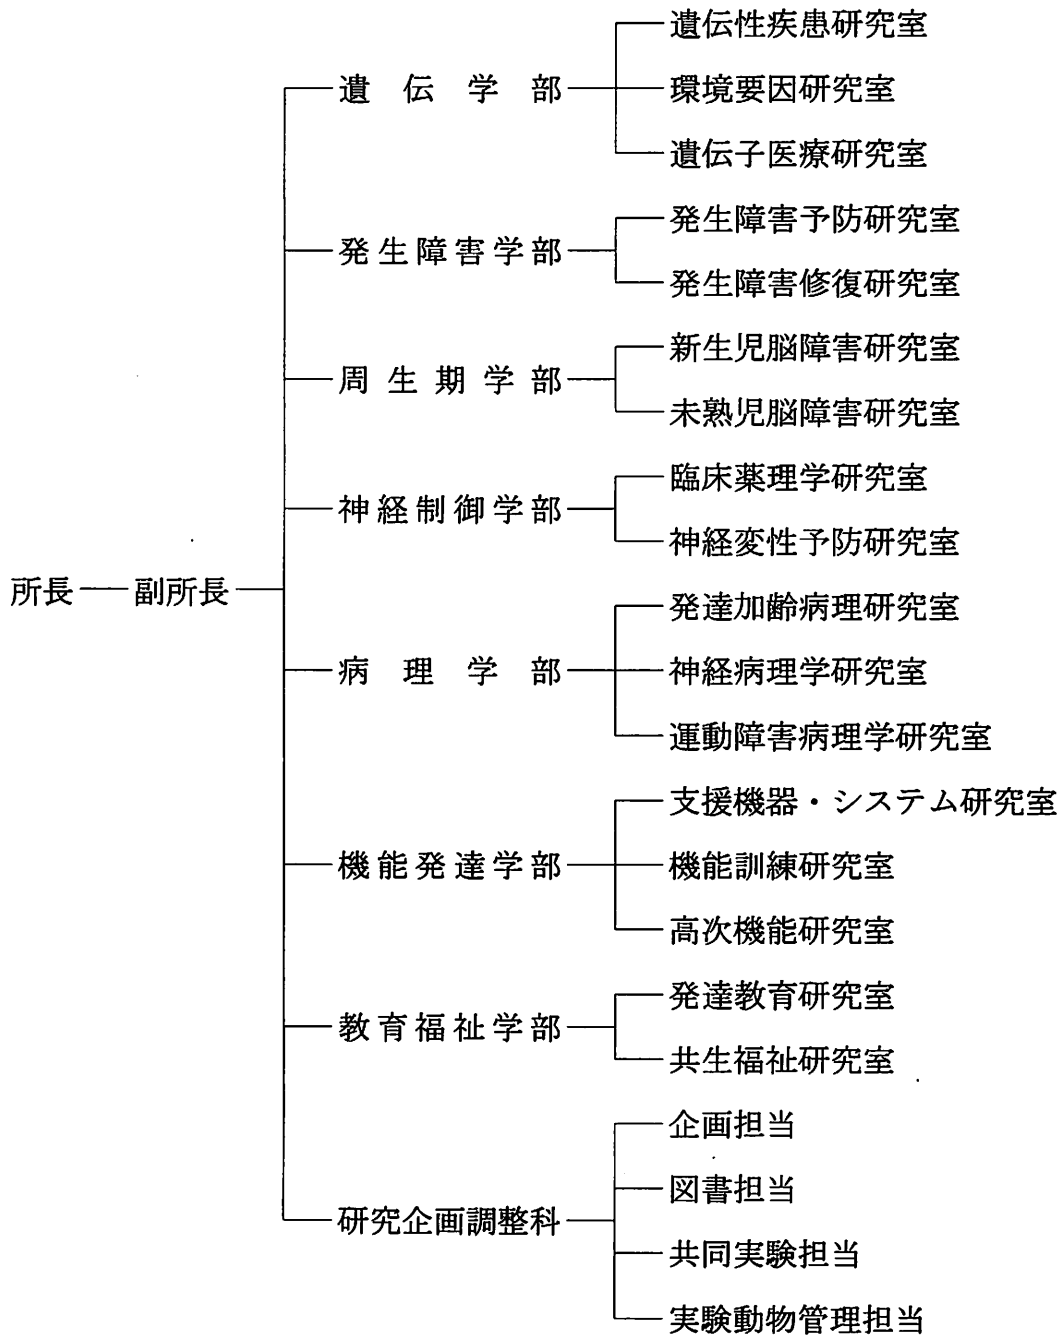 遺伝性疾患研究室
遺伝学部
環境要因研究室
遺伝子医療研究室
発生障害予防研究室
発生障害学部
発生障害修復研究室
新生児脳障害研究室
周生期学部
未熟児脳障害研究室
臨床薬理学研究室
神経制御学部
神経変性予防研究室
所長
副所長
発達加齢病理研究室
病理学部
神経病理学研究室
運動障害病理学研究室
支援機器・システム研究室
機能発達学部
機能訓練研究室
高次機能研究室
発達教育研究室
教育福祉学部
共生福祉研究室
企画担当
図書担当
研究企画調整科
共同実験担当
実験動物管理担当